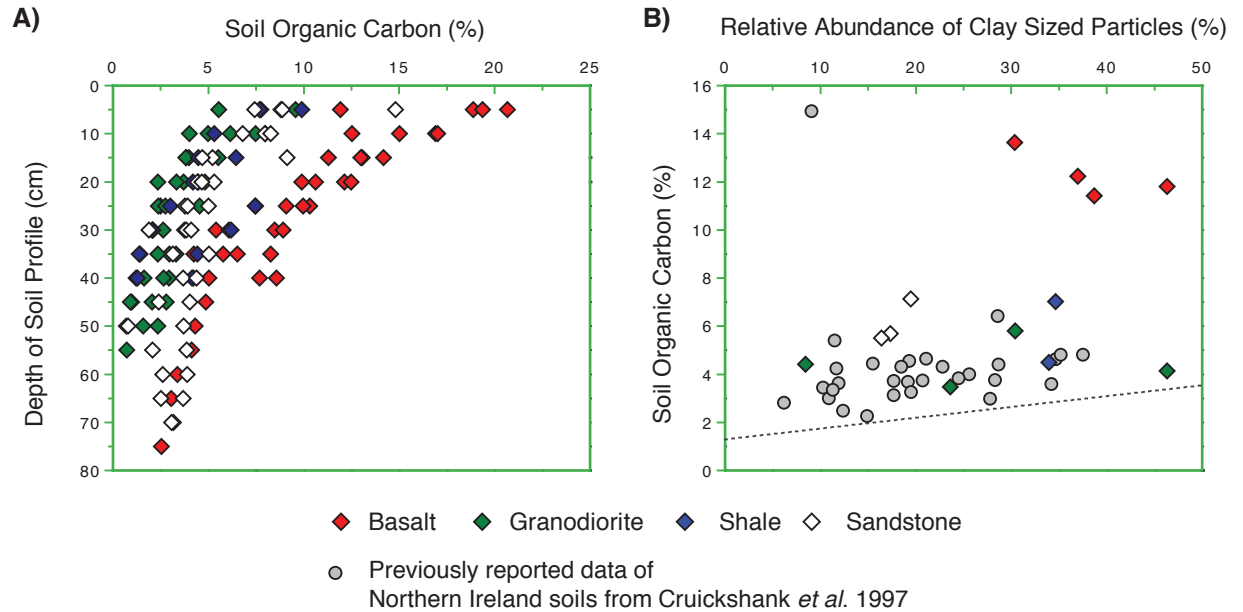 A)
Soil Organic Carbon (%)
0 5 10 15 20 25
Depth of Soil Profile (cm)
0
10
20
30
40
50
60
70
80
B)
Relative Abundance of Clay Sized Particles (%)
0 10 20 30 40 50
Soil Organic Carbon (%)
16
14
12
10
8
6
4
2
0
Basalt Granodiorite Shale Sandstone
Previously reported data of
Northern Ireland soils from Cruickshank et al. 1997